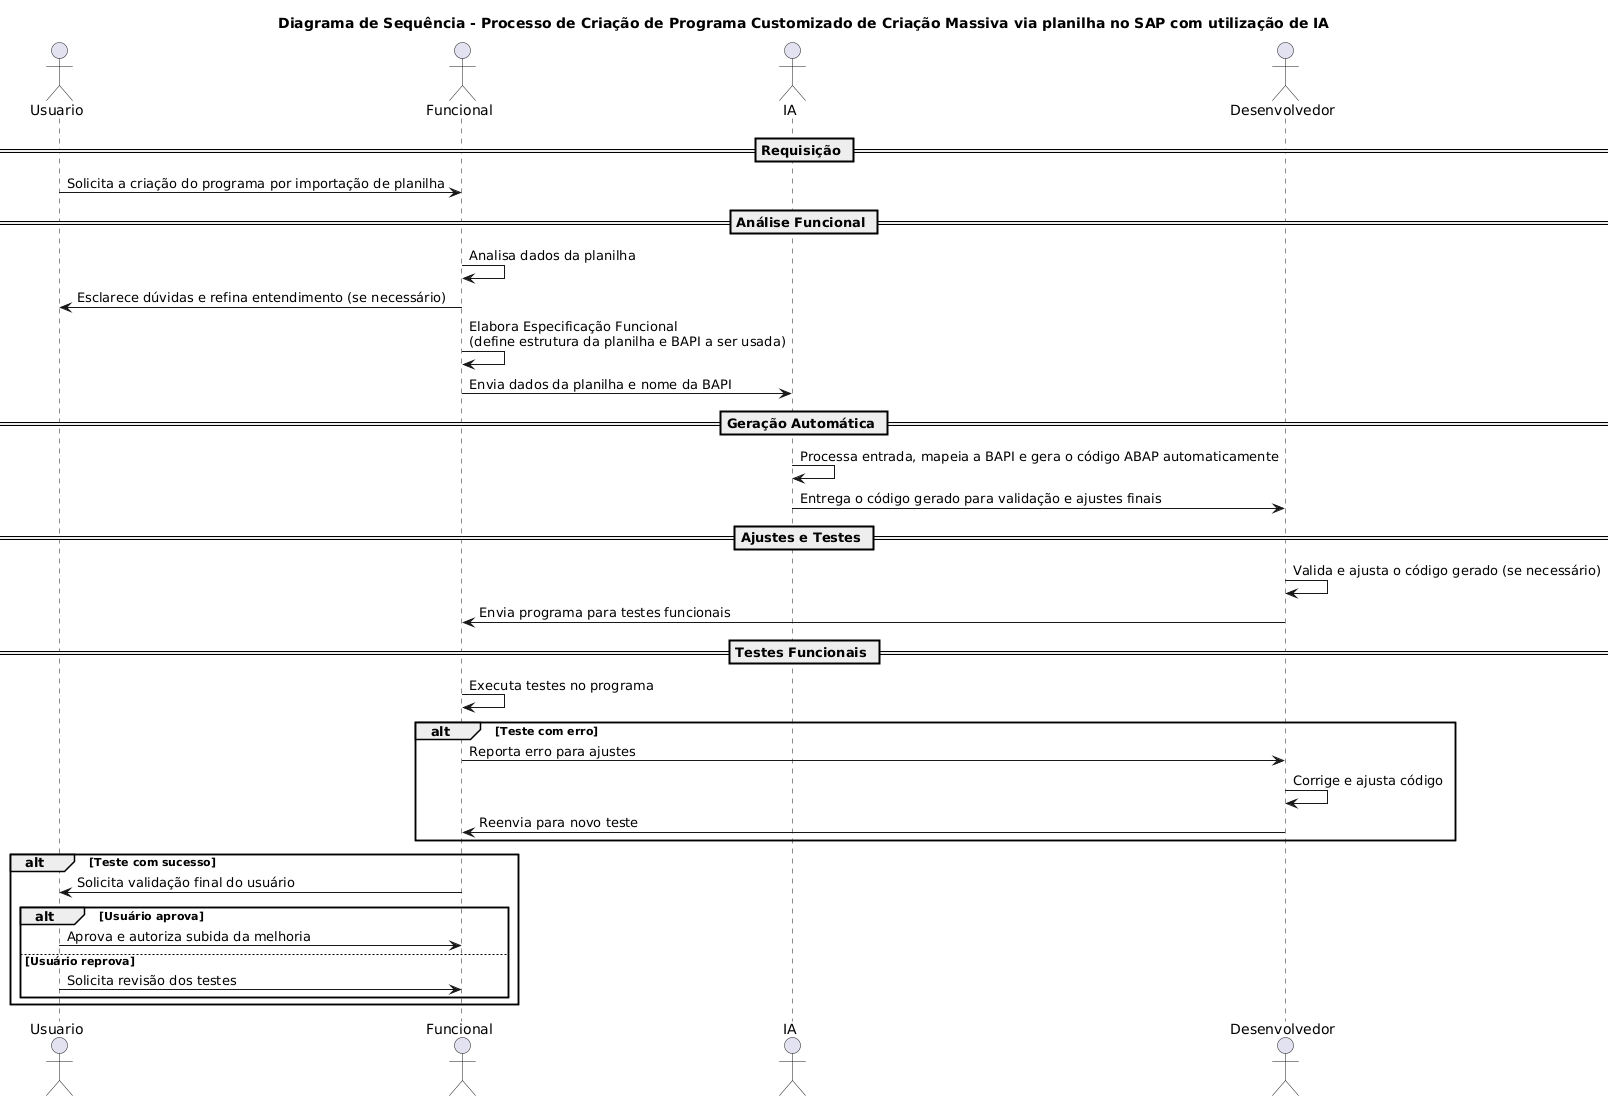 Diagrama de Sequência - Processo de Criação de Programa Customizado de Criação Massiva via planilha no SAP com utilização de IA
Usuario
Funcional
IA
Desenvolvedor
Requisição
Solicita a criação do programa por importação de planilha
Análise Funcional
Analisa dados da planilha
Esclarece dúvidas e refina entendimento (se necessário)
Elabora Especificação Funcional
(define estrutura da planilha e BAPI a ser usada)
Envia dados da planilha e nome da BAPI
Geração Automática
Processa entrada, mapeia a BAPI e gera o código ABAP automaticamente
Entrega o código gerado para validação e ajustes finais
Ajustes e Testes
Valida e ajusta o código gerado (se necessário)
Envia programa para testes funcionais
Testes Funcionais
Executa testes no programa
alt [Teste com erro]
Reporta erro para ajustes
Corrige e ajusta código
Reenvia para novo teste
alt [Teste com sucesso]
Solicita validação final do usuário
alt [Usuário aprova]
Aprova e autoriza subida da melhoria
[Usuário reprova]
Solicita revisão dos testes
Usuario
Funcional
IA
Desenvolvedor